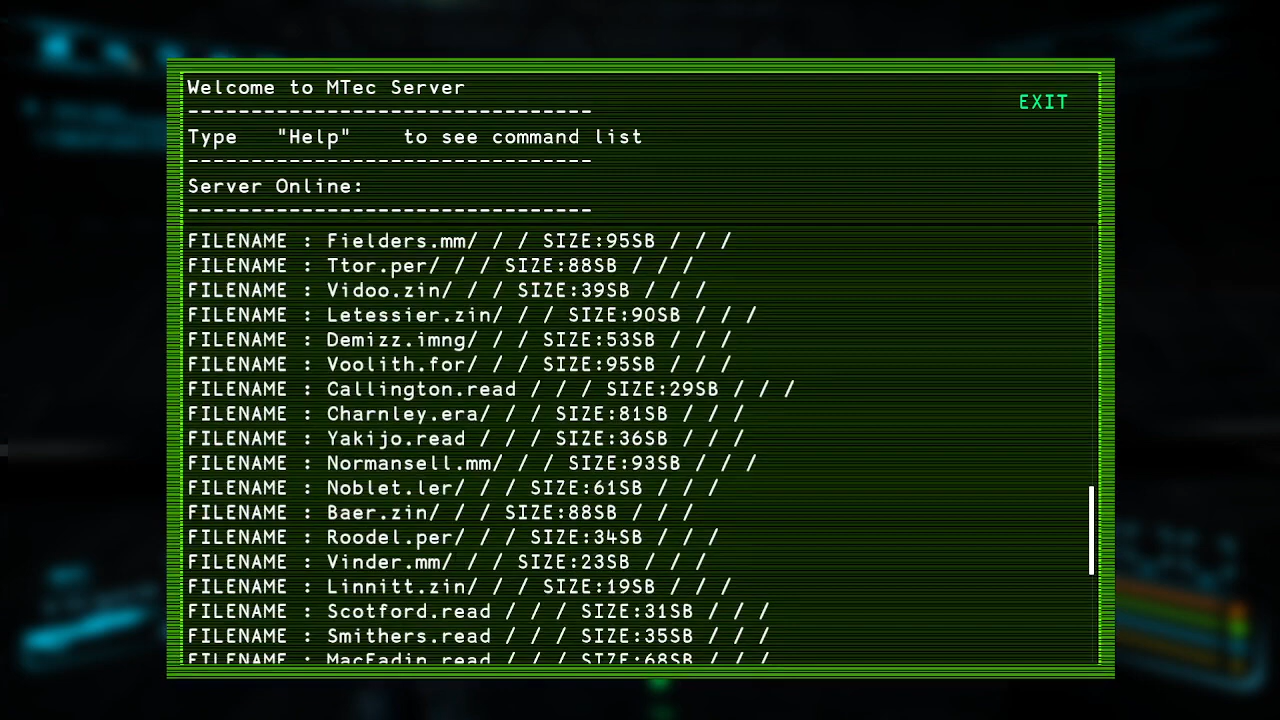 Welcome to MTec Server
EXIT
--------------------------------
Type "Help" to see command list
--------------------------------
Server Online:
--------------------------------
FILENAME : Fielders.mm/ / / SIZE:95SB / / /
FILENAME : Ttor.per/ / / SIZE:88SB / / /
FILENAME : Vidoo.zin/ / / SIZE:39SB / / /
FILENAME : Letessier.zin/ / / SIZE:90SB / / /
FILENAME : Demizz.imng/ / / SIZE:53SB / / /
FILENAME : Voolith.for/ / / SIZE:95SB / / /
FILENAME : Callington.read / / / SIZE:29SB / / /
FILENAME : Charnley.era/ / / SIZE:81SB / / /
FILENAME : Yakijo.read / / / SIZE:36SB / / /
FILENAME : Normansell.mm/ / / SIZE:93SB / / /
FILENAME : Noblet.ler/ / / SIZE:61SB / / /
FILENAME : Baer.zin/ / / SIZE:88SB / / /
FILENAME : Roodel.per/ / / SIZE:34SB / / /
FILENAME : Vinder.mm/ / / SIZE:23SB / / /
FILENAME : Linnitt.zin/ / / SIZE:19SB / / /
FILENAME : Scotford.read / / / SIZE:31SB / / /
FILENAME : Smithers.read / / / SIZE:35SB / / /
FILENAME : MacFadin.read / / / SIZE:68SB / / /